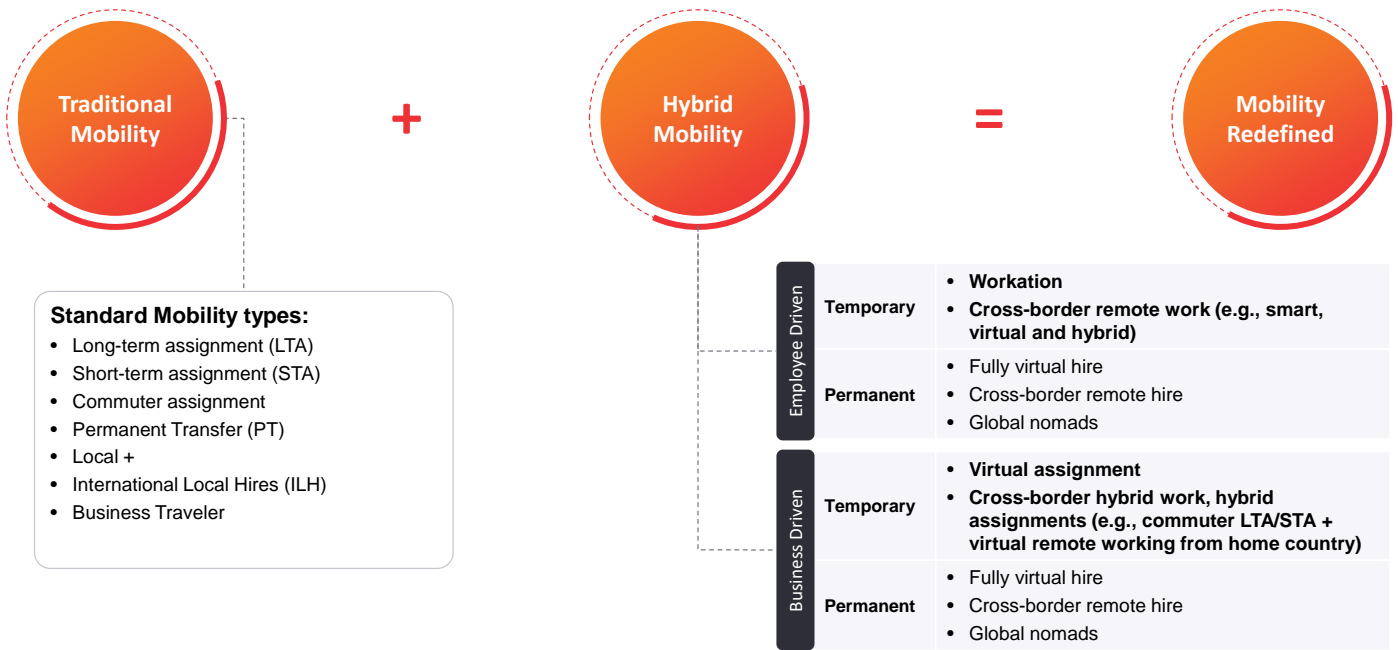 Traditional
Mobility
+
Hybrid
Mobility
=
Mobility
Redefined
Standard Mobility types:
• Long-term assignment (LTA)
• Short-term assignment (STA)
• Commuter assignment
• Permanent Transfer (PT)
• Local +
• International Local Hires (ILH)
• Business Traveler
Employee Driven
Temporary
• Workation
• Cross-border remote work (e.g., smart,
virtual and hybrid)
Permanent
• Fully virtual hire
• Cross-border remote hire
• Global nomads
Business Driven
Temporary
• Virtual assignment
• Cross-border hybrid work, hybrid
assignments (e.g., commuter LTA/STA +
virtual remote working from home country)
Permanent
• Fully virtual hire
• Cross-border remote hire
• Global nomads